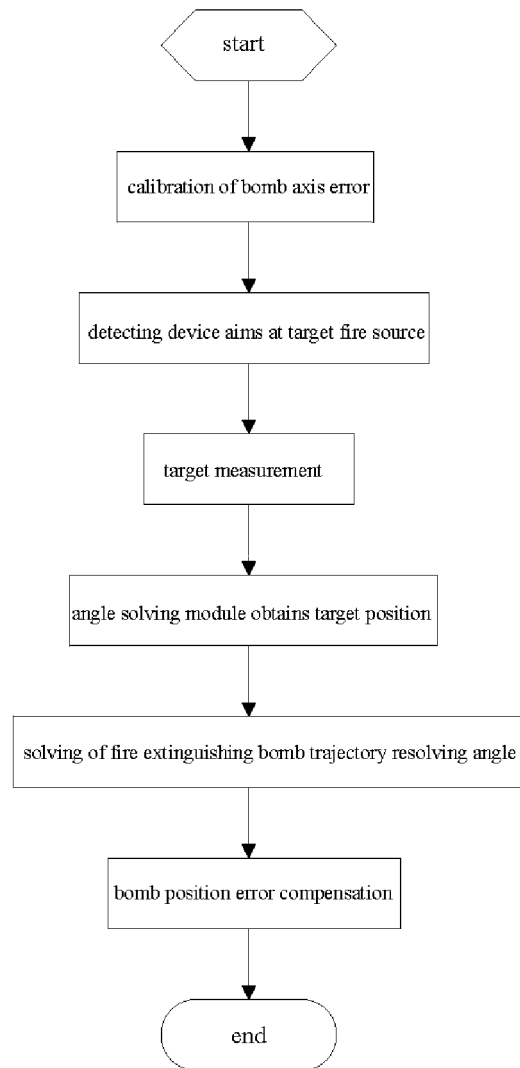 start
calibration of bomb axis error
detecting device aims at target fire source
target measurement
angle solving module obtains target position
solving of fire extinguishing bomb trajectory resolving angle
bomb position error compensation
end